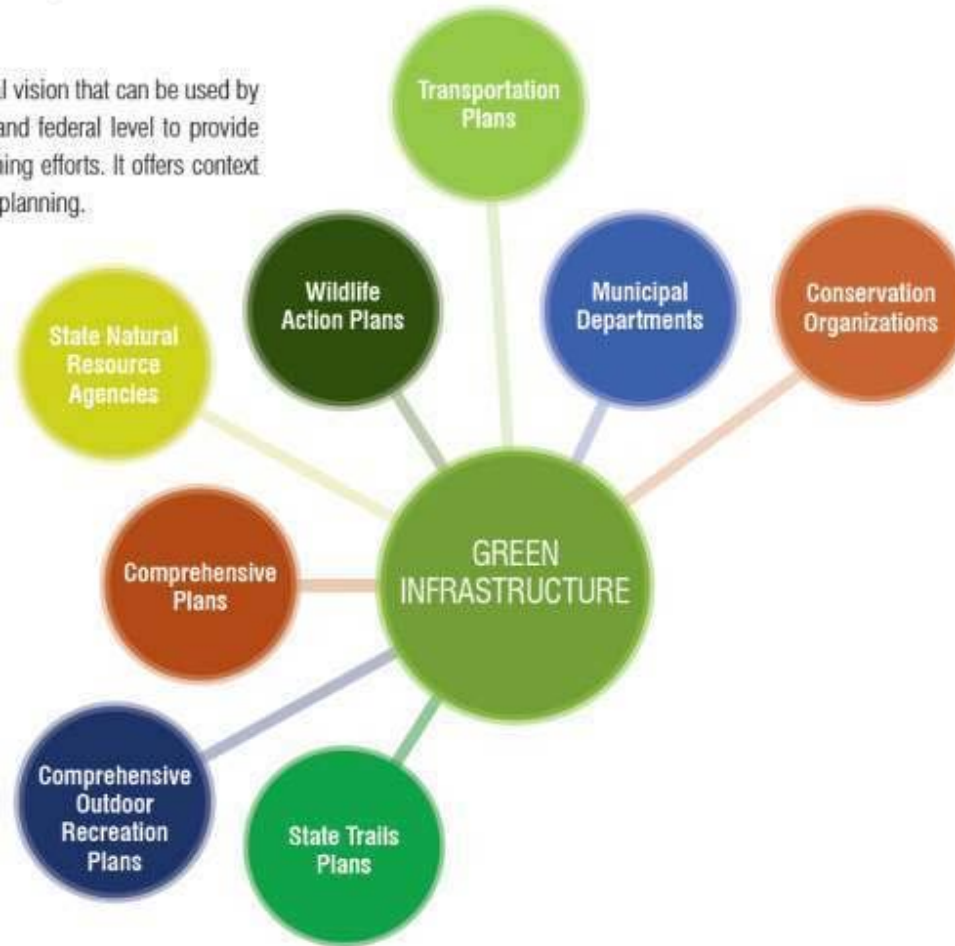 l vision that can be used by
and federal level to provide
ning efforts. It offers context
planning.
Transportation
Plans
Wildlife
Action Plans
Municipal
Departments
Conservation
Organizations
State Natural
Resource
Agencies
GREEN
INFRASTRUCTURE
Comprehensive
Plans
Comprehensive
Outdoor
Recreation
Plans
State Trails
Plans